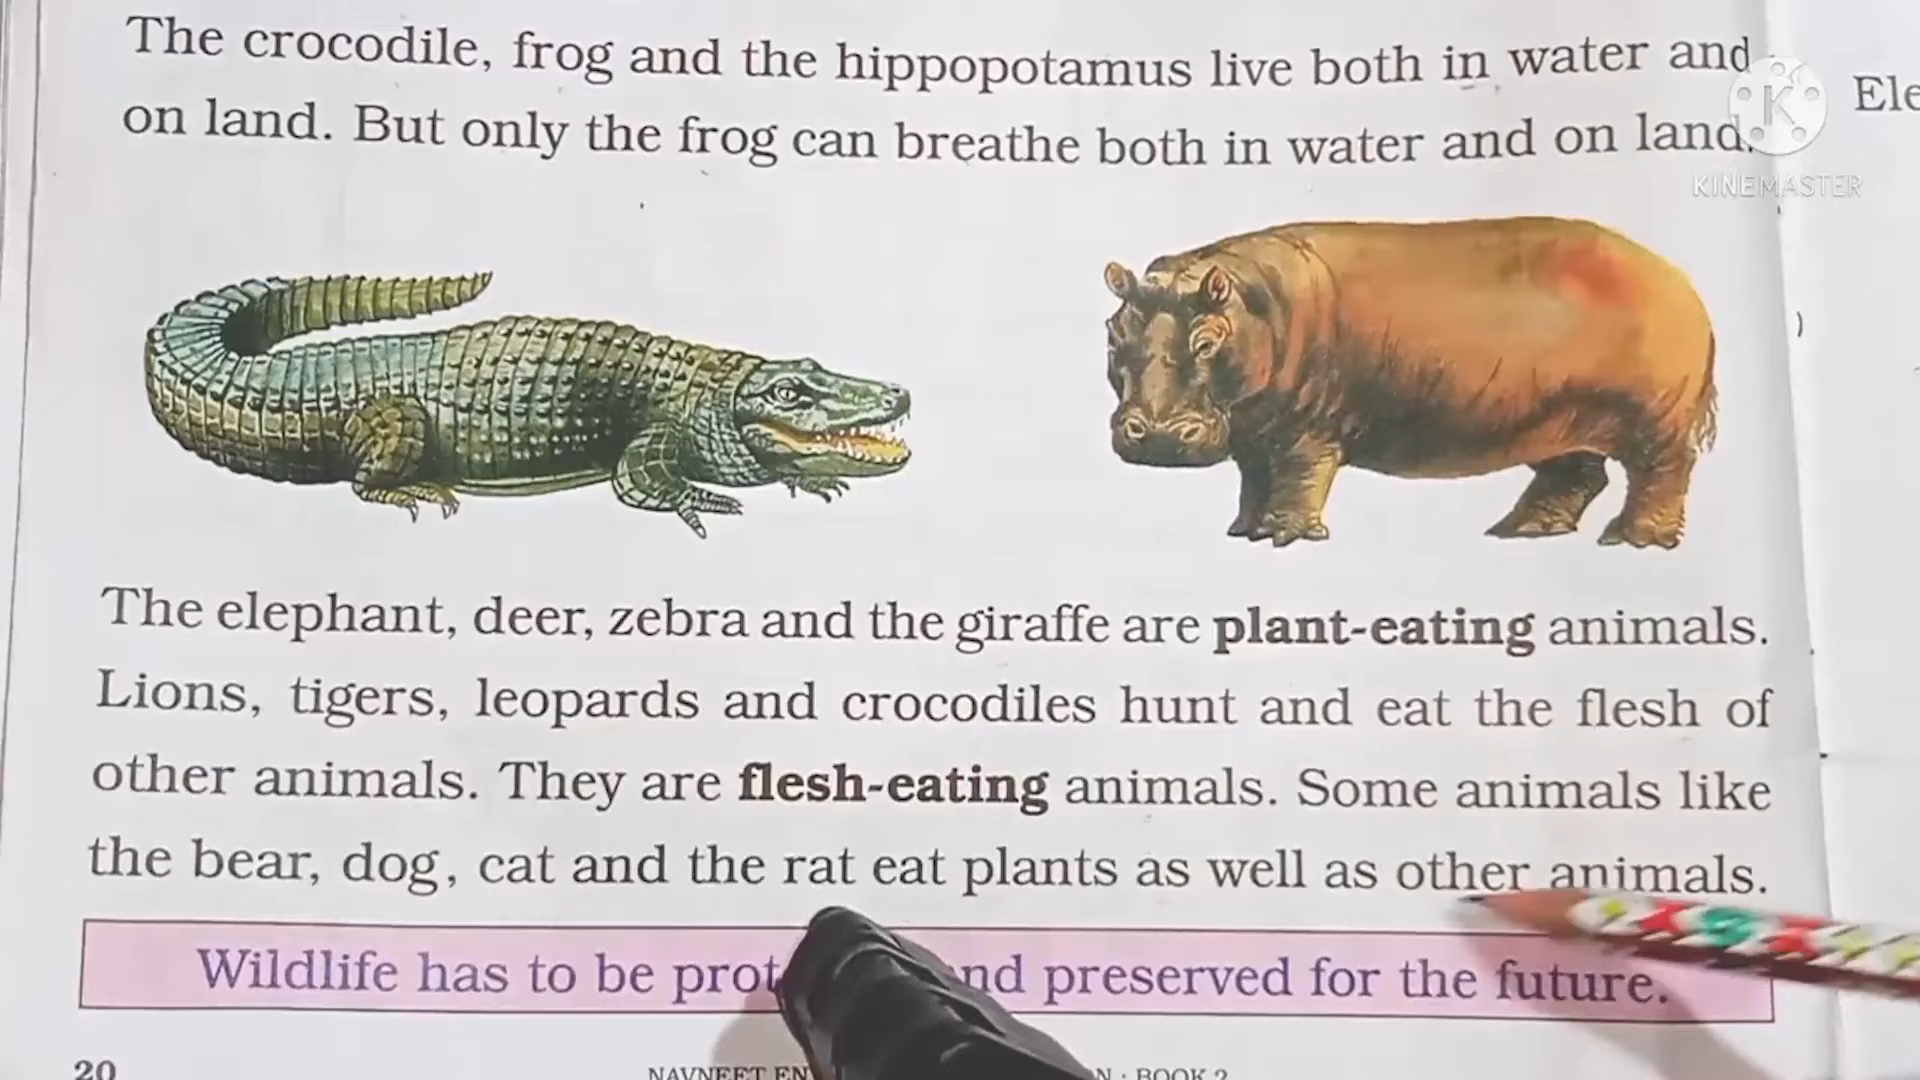 The crocodile, frog and the hippopotamus live both in water and
on land. But only the frog can breathe both in water and on land.
Ele
KINEMASTER
The elephant, deer, zebra and the giraffe are plant-eating animals.
Lions, tigers, leopards and crocodiles hunt and eat the flesh of
other animals. They are flesh-eating animals. Some animals like
the bear, dog, cat and the rat eat plants as well as other animals.
Wildlife has to be prot nd preserved for the future.
20
NAVNEET EN N · BOOK 2